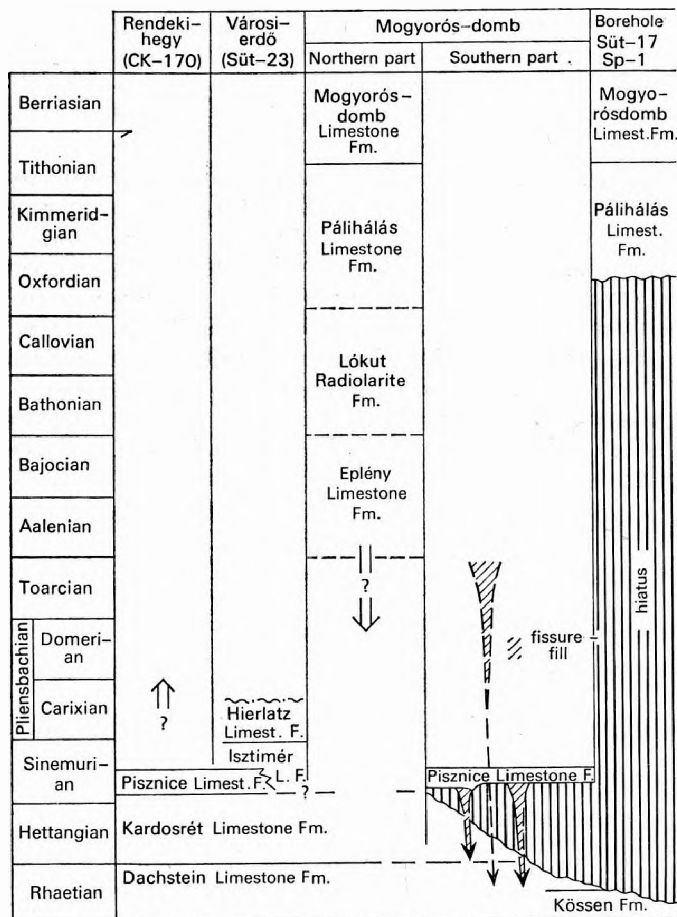 Rendeki-
hegy
(CK–170)
Városi-
erdő
(Süt–23)
Mogyorós–domb
Northern part
Southern part .
Borehole
Süt–17
Sp–1
Berriasian
Tithonian
Kimmerid–
gian
Oxfordian
Callovian
Bathonian
Bajocian
Aalenian
Toarcian
Pliensbachian
Domeri-
an
Carixian
Sinemuri-
an
Hettangian
Rhaetian
Mogyorós–
domb
Limestone
Fm.
Pálihálás
Limestone
Fm.
Lókut
Radiolarite
Fm.
Eplény
Limestone
Fm.
?
Mogyo-
rósdomb
Limest.Fm.
Pálihálás
Limest.
Fm.
hiatus
fissure
fill
?
Hierlatz
Limest. F.
Isztimér
L. F.
Pisznice Limest.F.
?
Pisznice Limestone F.
Kardosrét Limestone Fm.
Dachstein Limestone Fm.
Kössen Fm.